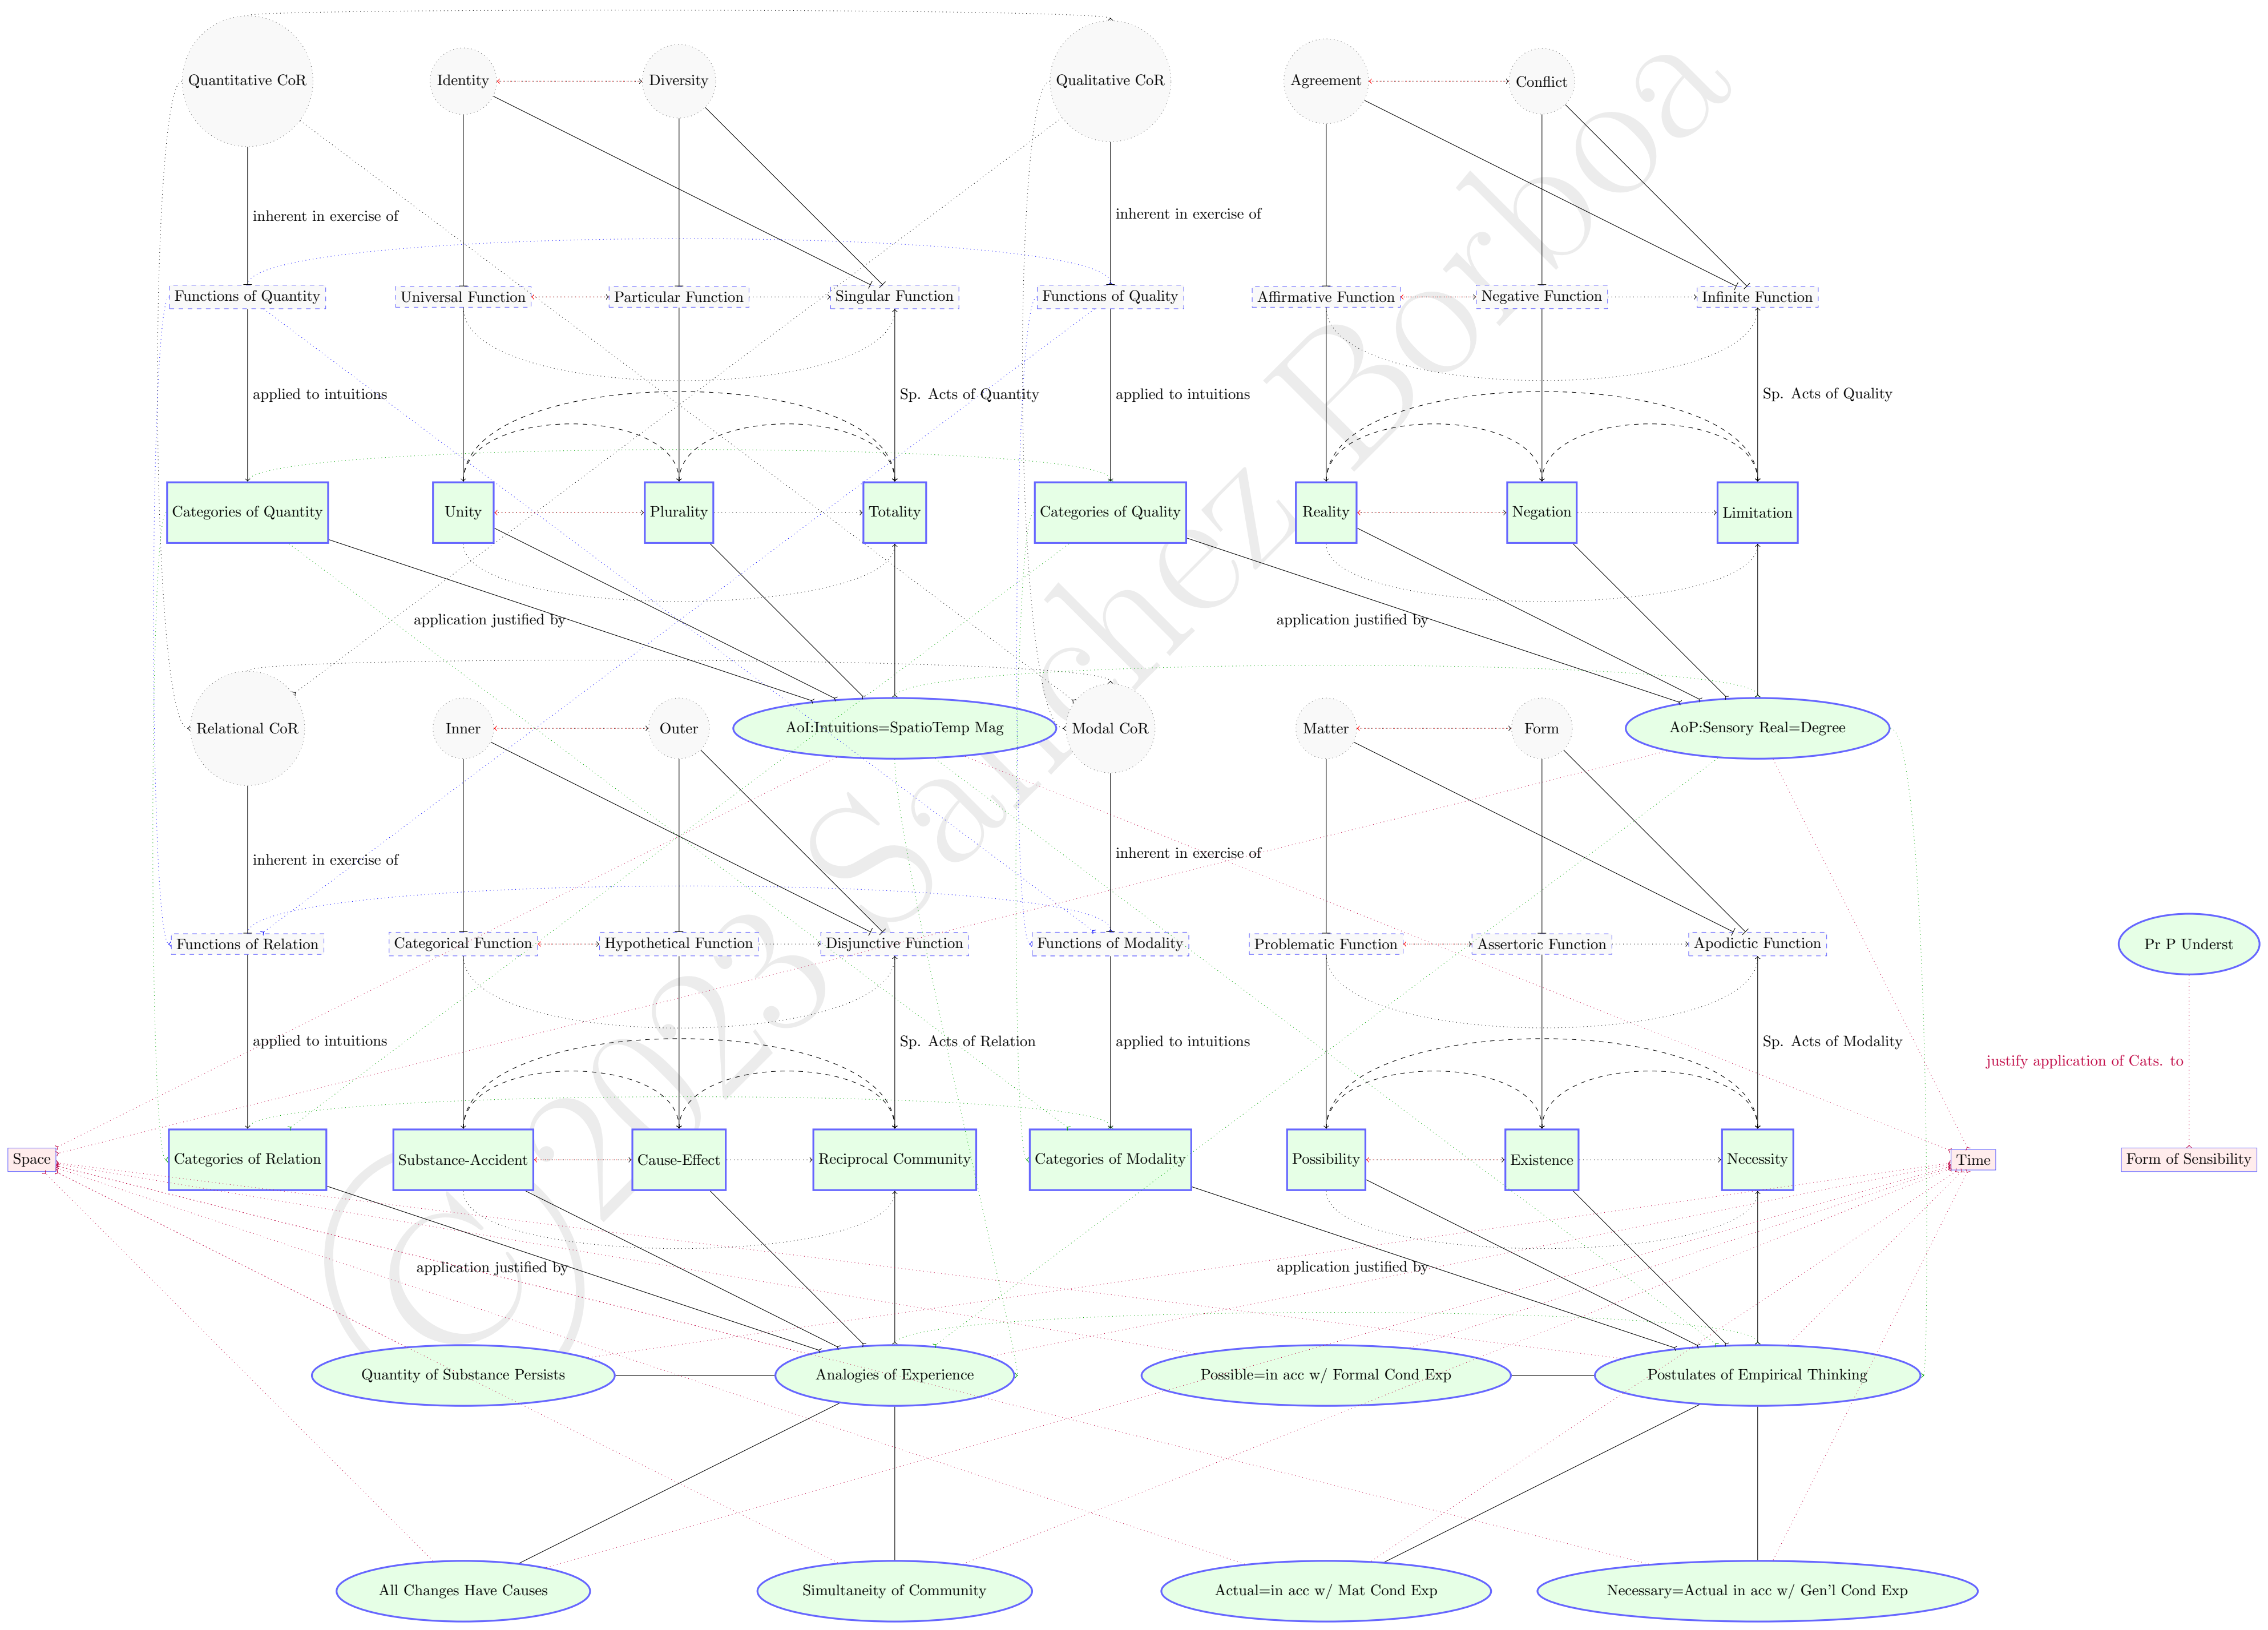 Quantitative CoR
Identity
Diversity
Qualitative CoR
Agreement
Conflict
inherent in exercise of
inherent in exercise of
Functions of Quantity
Universal Function
Particular Function
Singular Function
Functions of Quality
Affirmative Function
Negative Function
Infinite Function
applied to intuitions
Sp. Acts of Quantity
applied to intuitions
Sp. Acts of Quality
Categories of Quantity
Unity
Plurality
Totality
Categories of Quality
Reality
Negation
Limitation
application justified by
application justified by
Relational CoR
Inner
Outer
AoI:Intuitions=SpatioTemp Mag
Modal CoR
Matter
Form
AoP:Sensory Real=Degree
inherent in exercise of
inherent in exercise of
Functions of Relation
Categorical Function
Hypothetical Function
Disjunctive Function
Functions of Modality
Problematic Function
Assertoric Function
Apodictic Function
Pr P Underst
applied to intuitions
Sp. Acts of Relation
applied to intuitions
Sp. Acts of Modality
justify application of Cats. to
Space
Categories of Relation
Substance-Accident
Cause-Effect
Reciprocal Community
Categories of Modality
Possibility
Existence
Necessity
Time
Form of Sensibility
application justified by
application justified by
Quantity of Substance Persists
Analogies of Experience
Possible=in acc w/ Formal Cond Exp
Postulates of Empirical Thinking
All Changes Have Causes
Simultaneity of Community
Actual=in acc w/ Mat Cond Exp
Necessary=Actual in acc w/ Gen'l Cond Exp
©2023 Sanchez Borboa